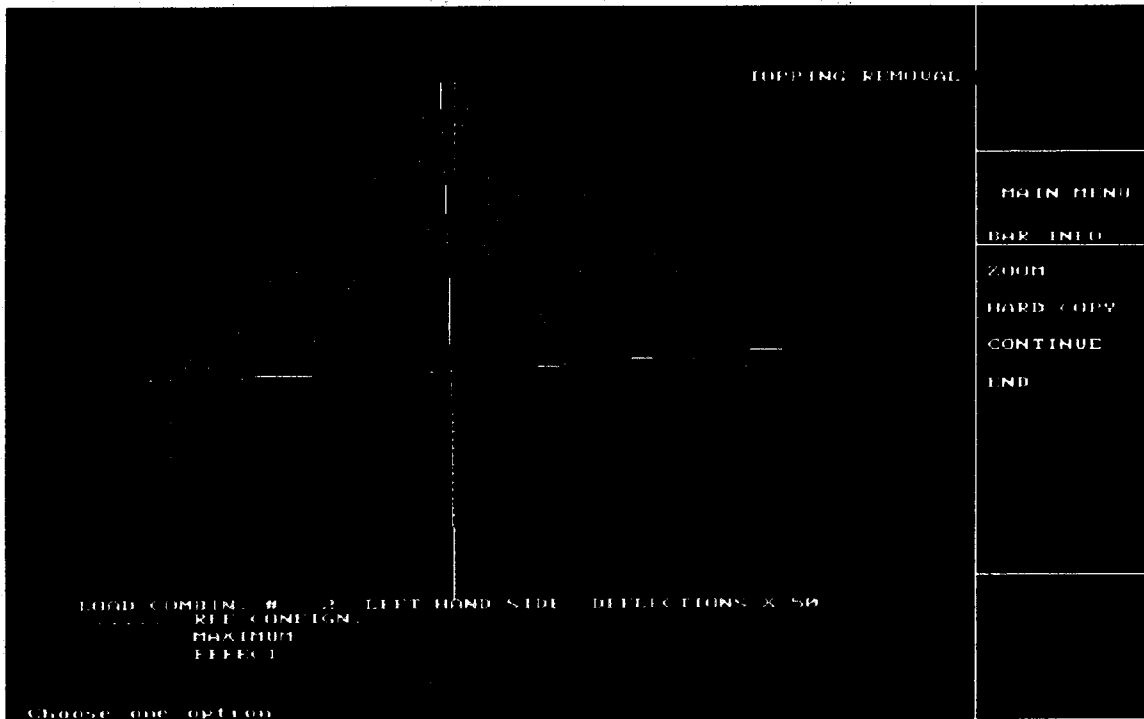 TOPPING REMOVAL
MAIN MENU
BAR INFO
ZOOM
HARD COPY
CONTINUE
END
LOAD COMBIN. # 2 LEFT HAND SIDE DEFLECTIONS X 50
REF CONFIGN.
MAXIMUM
EFFECT
Choose one option